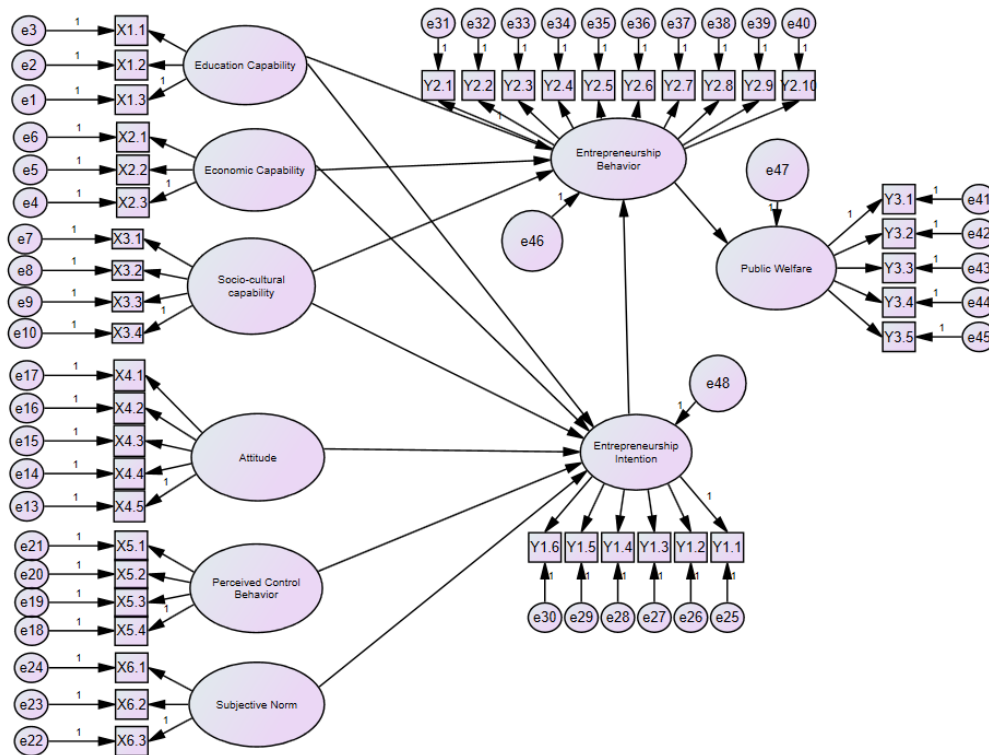 e3 1 X1.1
e2 1 X1.2
e1 1 X1.3
1
Education Capability
e6 1 X2.1
e5 1 X2.2
e4 1 X2.3
1
Economic Capability
e7 1 X3.1
e8 1 X3.2
e9 1 X3.3
e10 1 X3.4
1
Socio-cultural
capability
e17 1 X4.1
e16 1 X4.2
e15 1 X4.3
e14 1 X4.4
e13 1 X4.5
1
Attitude
e21 1 X5.1
e20 1 X5.2
e19 1 X5.3
e18 1 X5.4
1
Perceived Control
Behavior
e24 1 X6.1
e23 1 X6.2
e22 1 X6.3
1
Subjective Norm
e31 e32 e33 e34 e35 e36 e37 e38 e39 e40
1 1 1 1 1 1 1 1 1 1
Y2.1 Y2.2 Y2.3 Y2.4 Y2.5 Y2.6 Y2.7 Y2.8 Y2.9 Y2.10
1
Entrepreneurship
Behavior
1
e46
e47
1
Public Welfare
1
Y3.1 1 e41
Y3.2 1 e42
Y3.3 1 e43
Y3.4 1 e44
Y3.5 1 e45
e48
1
Entrepreneurship
Intention
1
Y1.6 Y1.5 Y1.4 Y1.3 Y1.2 Y1.1
1 1 1 1 1 1
e30 e29 e28 e27 e26 e25